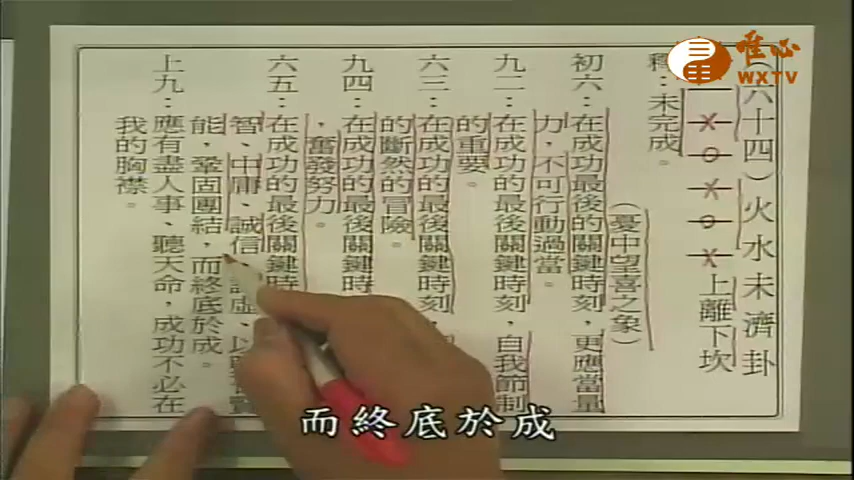 唯心
WXTV
(六十四)火水未濟卦
上離下坎
釋：未完成。
(憂中望喜之象)
初六：在成功最後的關鍵時刻，更應當量
力，不可行動過當。
九二：在成功的最後關鍵時刻，自我節制
的重要。
六三：在成功的最後關鍵時刻，
的斷然的冒險。
九四：在成功的最後關鍵時
，奮發努力。
六五：在成功的最後關鍵時
智、中庸、誠信、謙虛、以
能，鞏固團結，而終底於成。
上九：應有盡人事、聽天命，成功不必在
我的胸襟。
而終底於成